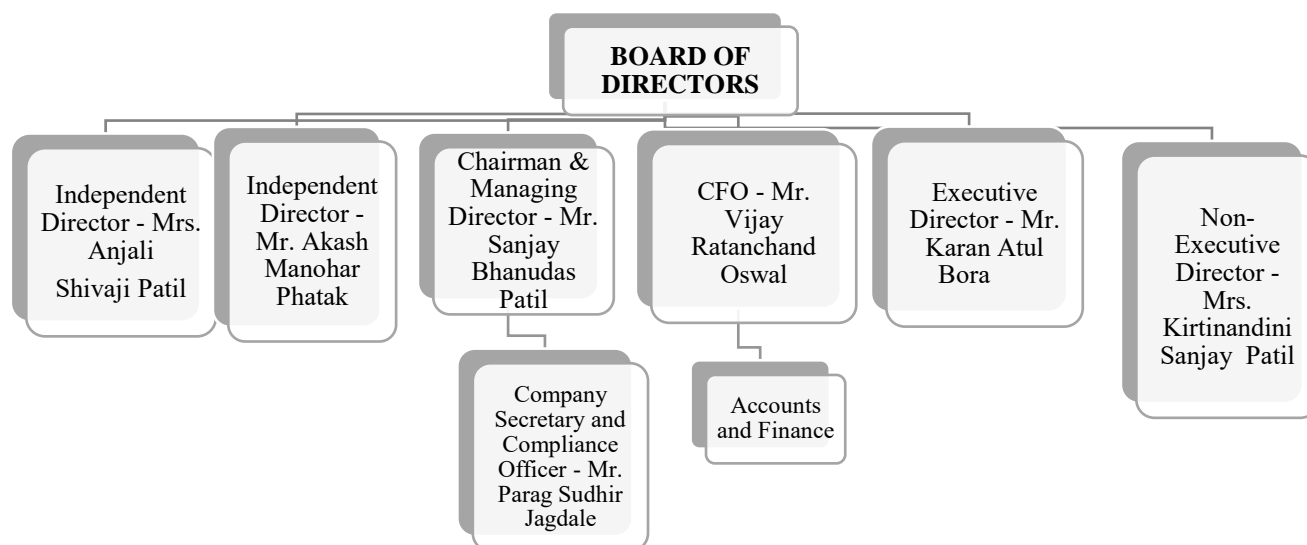 BOARD OF
DIRECTORS
Independent
Director - Mrs.
Anjali
Shivaji Patil
Independent
Director -
Mr. Akash
Manohar
Phatak
Chairman &
Managing
Director - Mr.
Sanjay
Bhanudas
Patil
CFO - Mr.
Vijay
Ratanchand
Oswal
Executive
Director - Mr.
Karan Atul
Bora
Non-
Executive
Director -
Mrs.
Kirtinandini
Sanjay Patil
Company
Secretary and
Compliance
Officer - Mr.
Parag Sudhir
Jagdale
Accounts
and Finance